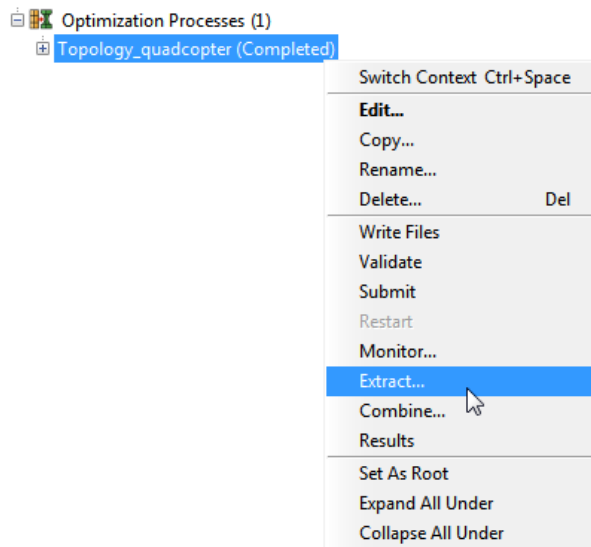 Optimization Processes (1)
Topology_quadcopter (Completed)
Switch Context Ctrl+Space
Edit...
Copy...
Rename...
Delete... Del
Write Files
Validate
Submit
Restart
Monitor...
Extract...
Combine...
Results
Set As Root
Expand All Under
Collapse All Under